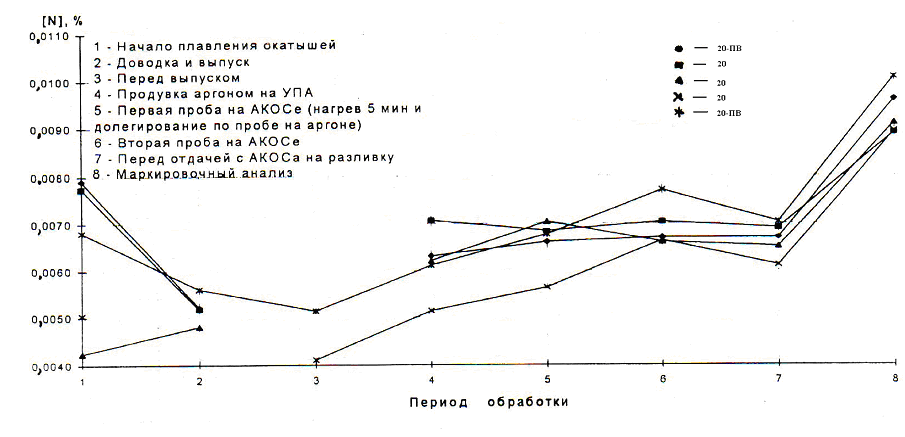 [N], %
0,0110
0,0100
0,0090
0,0080
0,0070
0,0060
0,0050
0,0040
1 - Начало плавления окатышей
2 - Доводка и выпуск
3 - Перед выпуском
4 - Продувка аргоном на УПА
5 - Первая проба на АКОСе (нагрев 5 мин и
долегирование по пробе на аргоне)
6 - Вторая проба на АКОСе
7 - Перед отдачей с АКОСа на разливку
8 - Маркировочный анализ
— 20-ПВ
— 20
— 20
— 20
— 20-ПВ
1 2 3 4 5 6 7 8
Период обработки